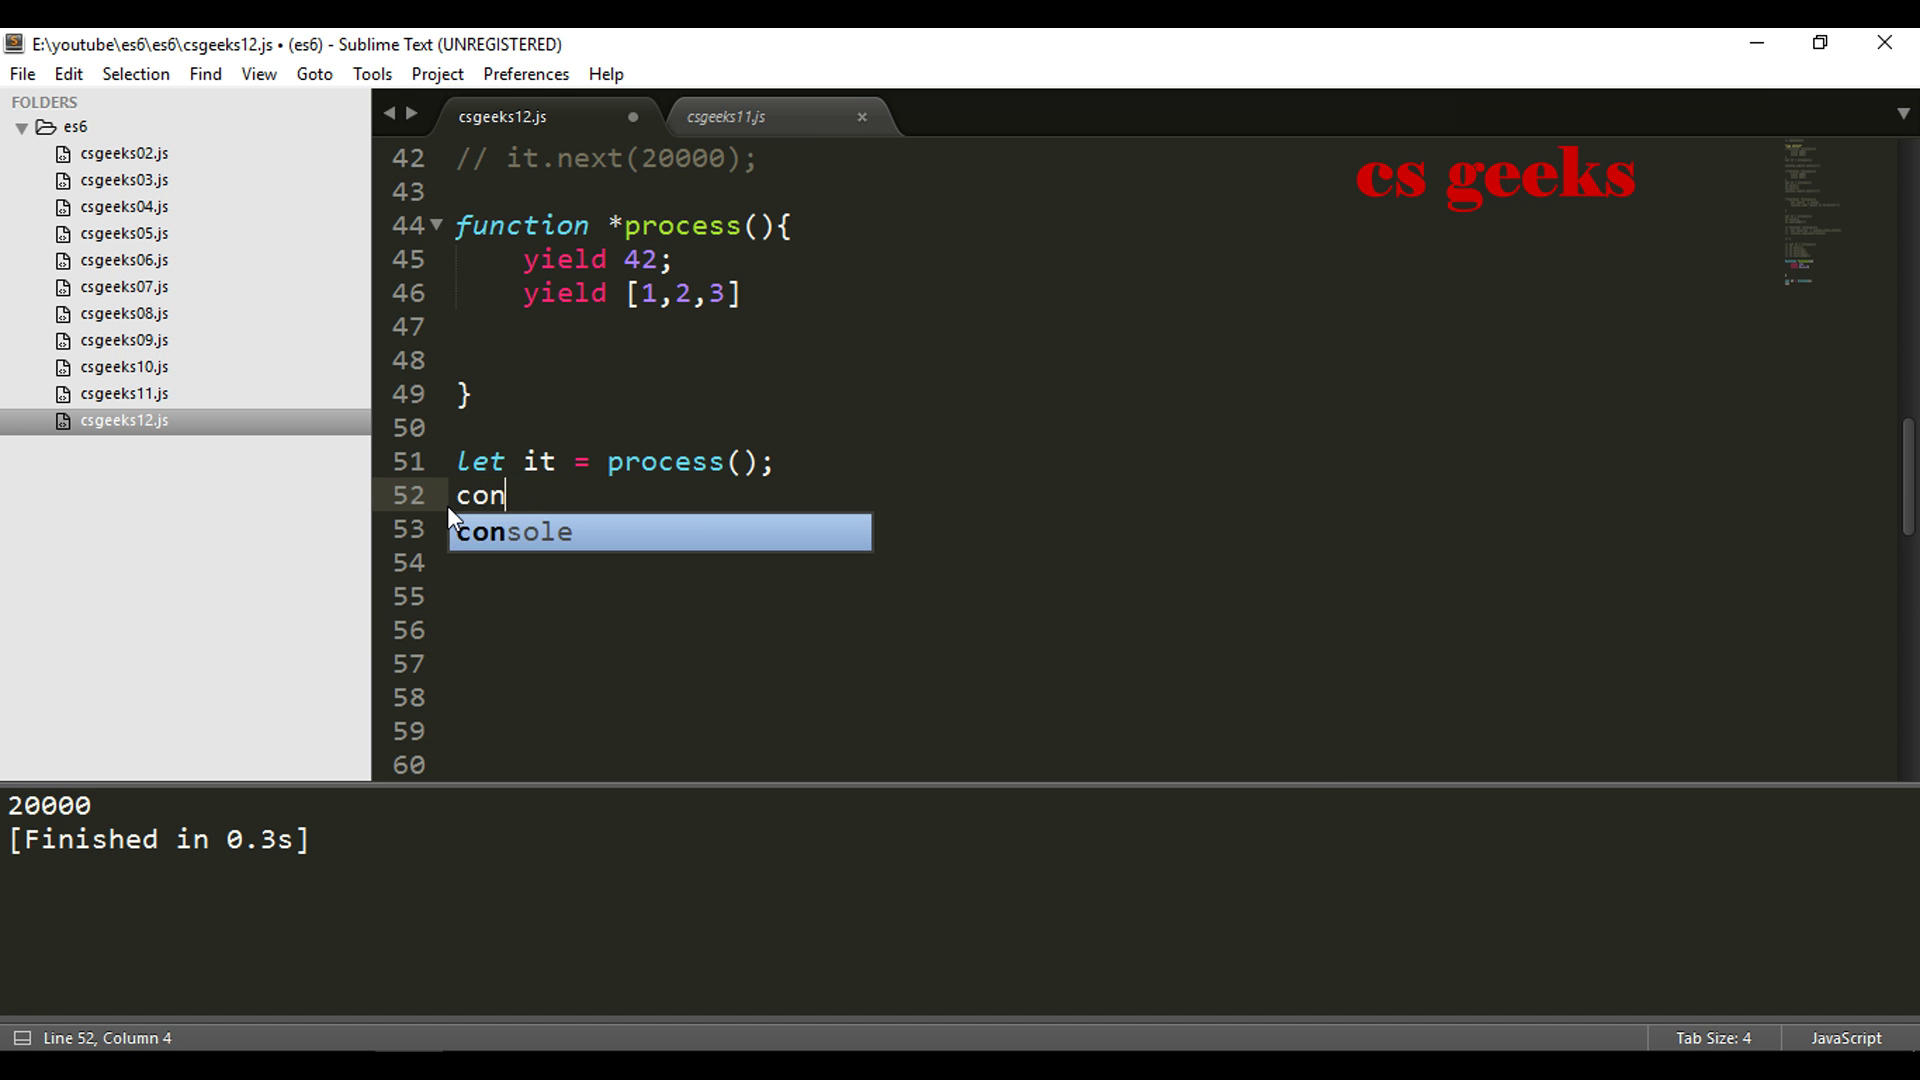 E:\youtube\es6\es6\csgeeks12.js • (es6) - Sublime Text (UNREGISTERED)
File Edit Selection Find View Goto Tools Project Preferences Help
FOLDERS
es6
csgeeks02.js
csgeeks03.js
csgeeks04.js
csgeeks05.js
csgeeks06.js
csgeeks07.js
csgeeks08.js
csgeeks09.js
csgeeks10.js
csgeeks11.js
csgeeks12.js
csgeeks12.js csgeeks11.js
cs geeks
42 // it.next(20000);
43
44 function *process(){
45 yield 42;
46 yield [1,2,3]
47
48
49 }
50
51 let it = process();
52 con
53 console
54
55
56
57
58
59
60
20000
[Finished in 0.3s]
Line 52, Column 4 Tab Size: 4 JavaScript